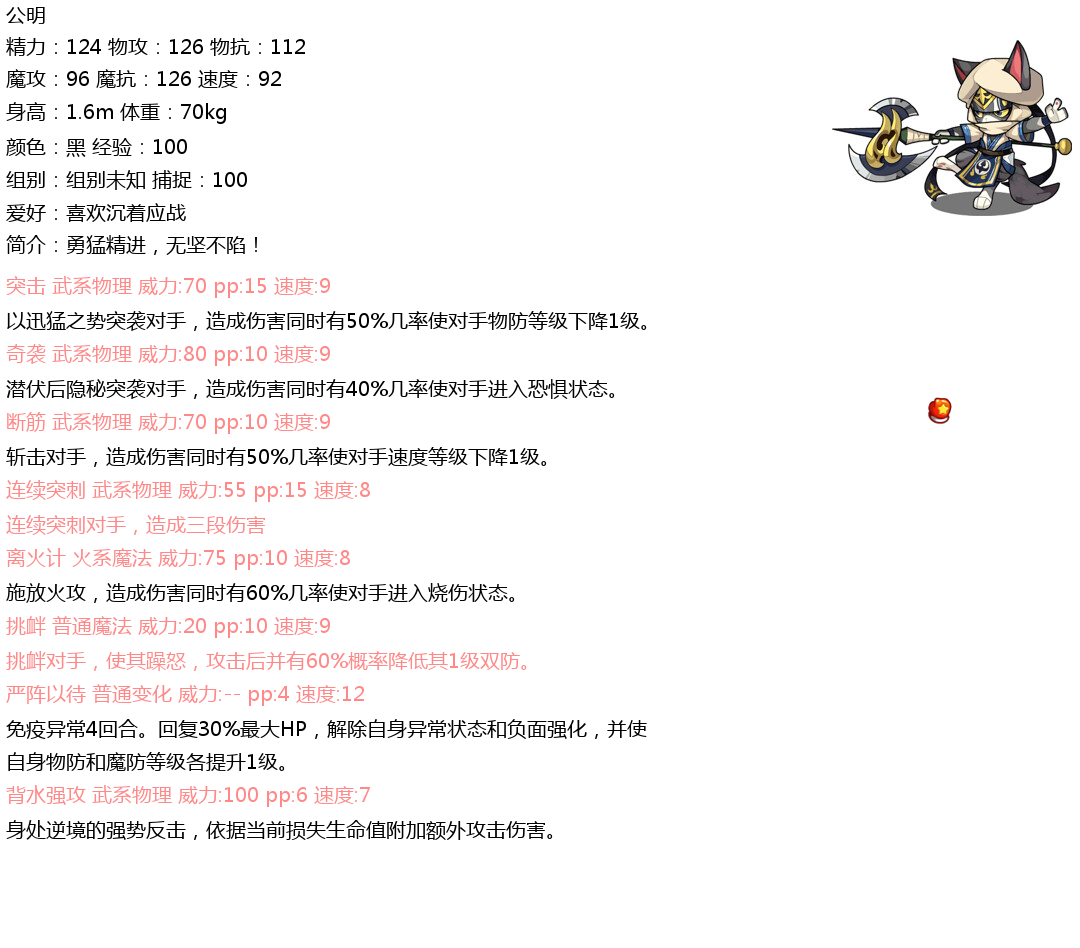 公明
精力：124 物攻：126 物抗：112
魔攻：96 魔抗：126 速度：92
身高：1.6m 体重：70kg
颜色：黑 经验：100
组别：组别未知 捕捉：100
爱好：喜欢沉着应战
简介：勇猛精进，无坚不陷！
突击 武系物理 威力:70 pp:15 速度:9
以迅猛之势突袭对手，造成伤害同时有50%几率使对手物防等级下降1级。
奇袭 武系物理 威力:80 pp:10 速度:9
潜伏后隐秘突袭对手，造成伤害同时有40%几率使对手进入恐惧状态。
断筋 武系物理 威力:70 pp:10 速度:9
斩击对手，造成伤害同时有50%几率使对手速度等级下降1级。
连续突刺 武系物理 威力:55 pp:15 速度:8
连续突刺对手，造成三段伤害
离火计 火系魔法 威力:75 pp:10 速度:8
施放火攻，造成伤害同时有60%几率使对手进入烧伤状态。
挑衅 普通魔法 威力:20 pp:10 速度:9
挑衅对手，使其躁怒，攻击后并有60%概率降低其1级双防。
严阵以待 普通变化 威力:-- pp:4 速度:12
免疫异常4回合。回复30%最大HP，解除自身异常状态和负面强化，并使
自身物防和魔防等级各提升1级。
背水强攻 武系物理 威力:100 pp:6 速度:7
身处逆境的强势反击，依据当前损失生命值附加额外攻击伤害。